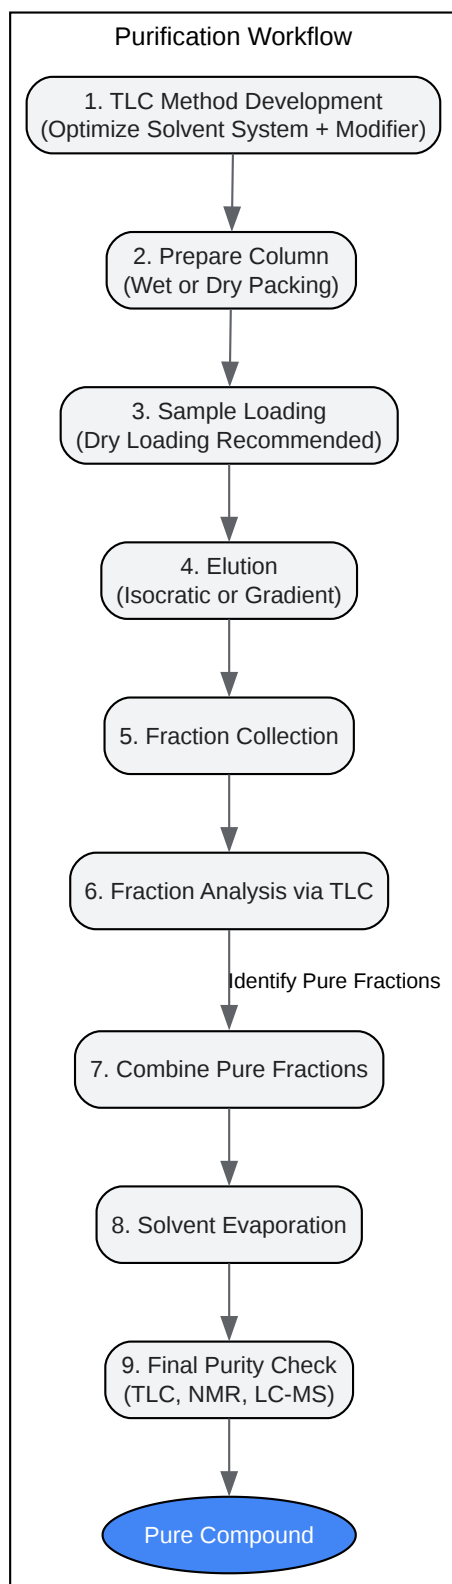 Purification Workflow
1. TLC Method Development
(Optimize Solvent System + Modifier)
2. Prepare Column
(Wet or Dry Packing)
3. Sample Loading
(Dry Loading Recommended)
4. Elution
(Isocratic or Gradient)
5. Fraction Collection
6. Fraction Analysis via TLC
Identify Pure Fractions
7. Combine Pure Fractions
8. Solvent Evaporation
9. Final Purity Check
(TLC, NMR, LC-MS)
Pure Compound